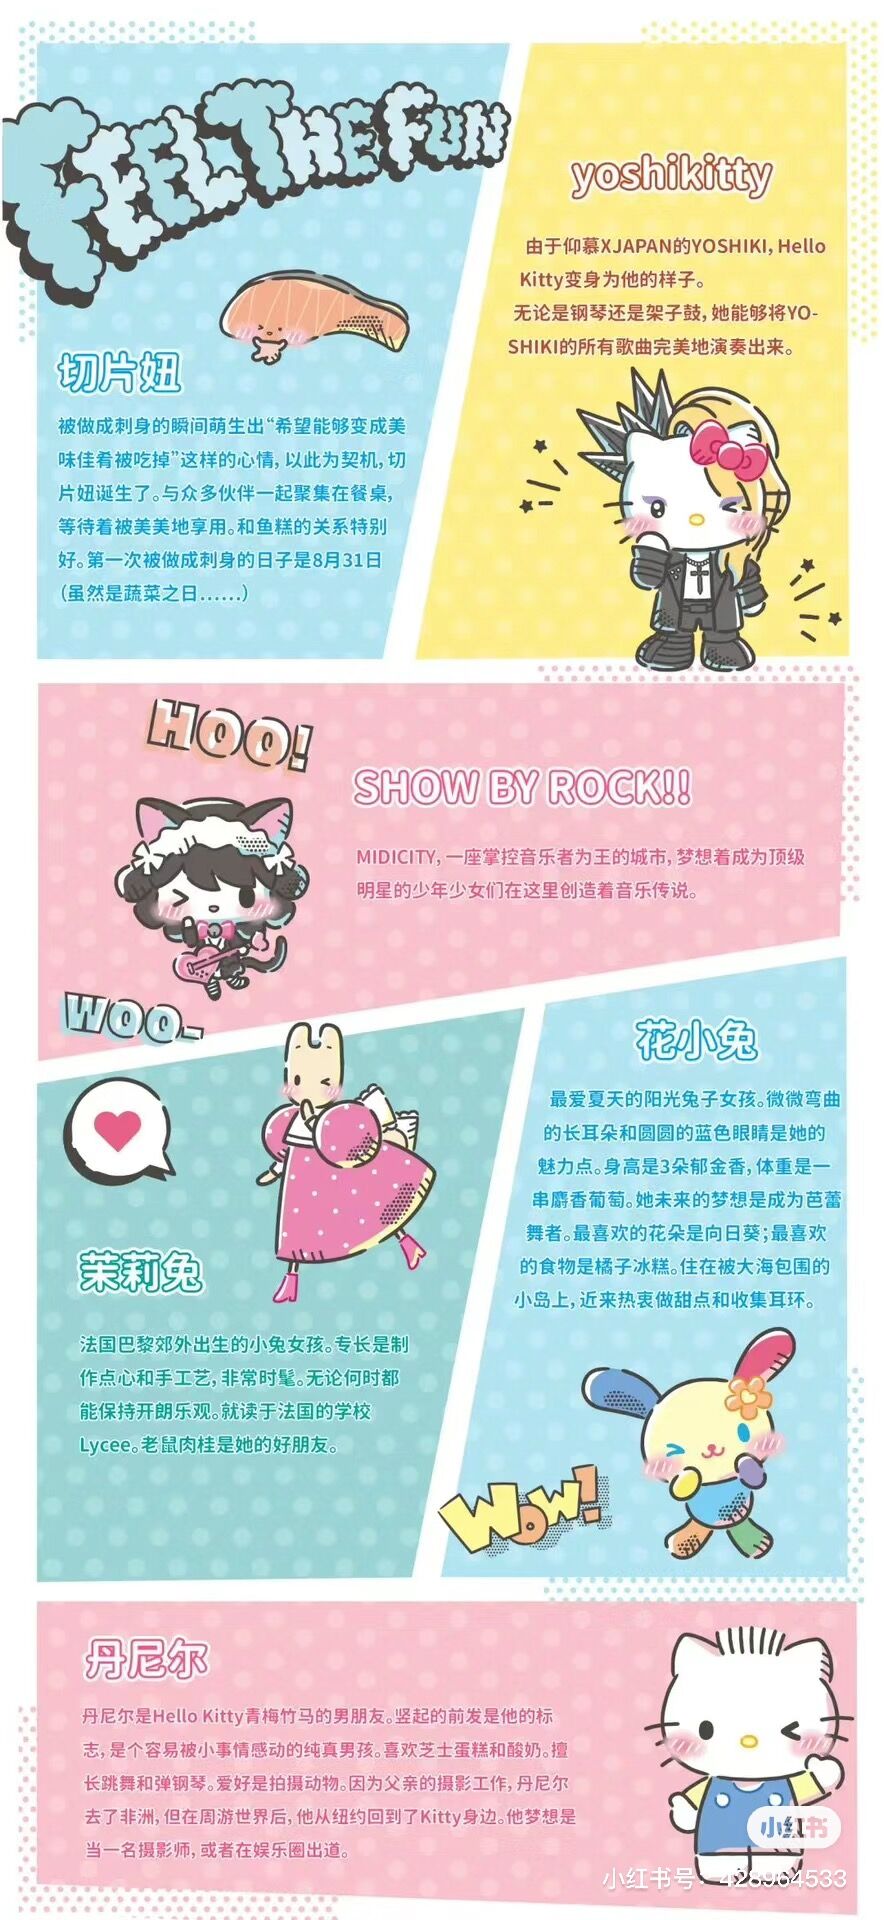 FEEL THE FUN
切片妞
被做成刺身的瞬间萌生出“希望能够变成美
味佳肴被吃掉”这样的心情，以此为契机，切
片妞诞生了。与众多伙伴一起聚集在餐桌，
等待着被美美地享用。和鱼糕的关系特别
好。第一次被做成刺身的日子是8月31日
（虽然是蔬菜之日……）
yoshikitty
由于仰慕XJAPAN的YOSHIKI，Hello
Kitty变身为他的样子。
无论是钢琴还是架子鼓，她能够将YO-
SHIKI的所有歌曲完美地演奏出来。
HOO!
SHOW BY ROCK!!
MIDICITY，一座掌控音乐者为王的城市，梦想着成为顶级
明星的少年少女们在这里创造着音乐传说。
WOO-
茉莉兔
法国巴黎郊外出生的小兔女孩。专长是制
作点心和手工艺，非常时髦。无论何时都
能保持开朗乐观。就读于法国的学校
Lycee。老鼠肉桂是她的好朋友。
花小兔
最爱夏天的阳光兔子女孩。微微弯曲
的长耳朵和圆圆的蓝色眼睛是她的
魅力点。身高是3朵郁金香，体重是一
串麝香葡萄。她未来的梦想是成为芭蕾
舞者。最喜欢的花朵是向日葵；最喜欢
的食物是橘子冰糕。住在被大海包围的
小岛上，近来热衷做甜点和收集耳环。
WOW!
丹尼尔
丹尼尔是Hello Kitty青梅竹马的男朋友。竖起的前发是他的标
志，是个容易被小事情感动的纯真男孩。喜欢芝士蛋糕和酸奶。擅
长跳舞和弹钢琴。爱好是拍摄动物。因为父亲的摄影工作，丹尼尔
去了非洲，但在周游世界后，他从纽约回到了Kitty身边。他梦想是
当一名摄影师，或者在娱乐圈出道。
小红书
小红书号：428964533